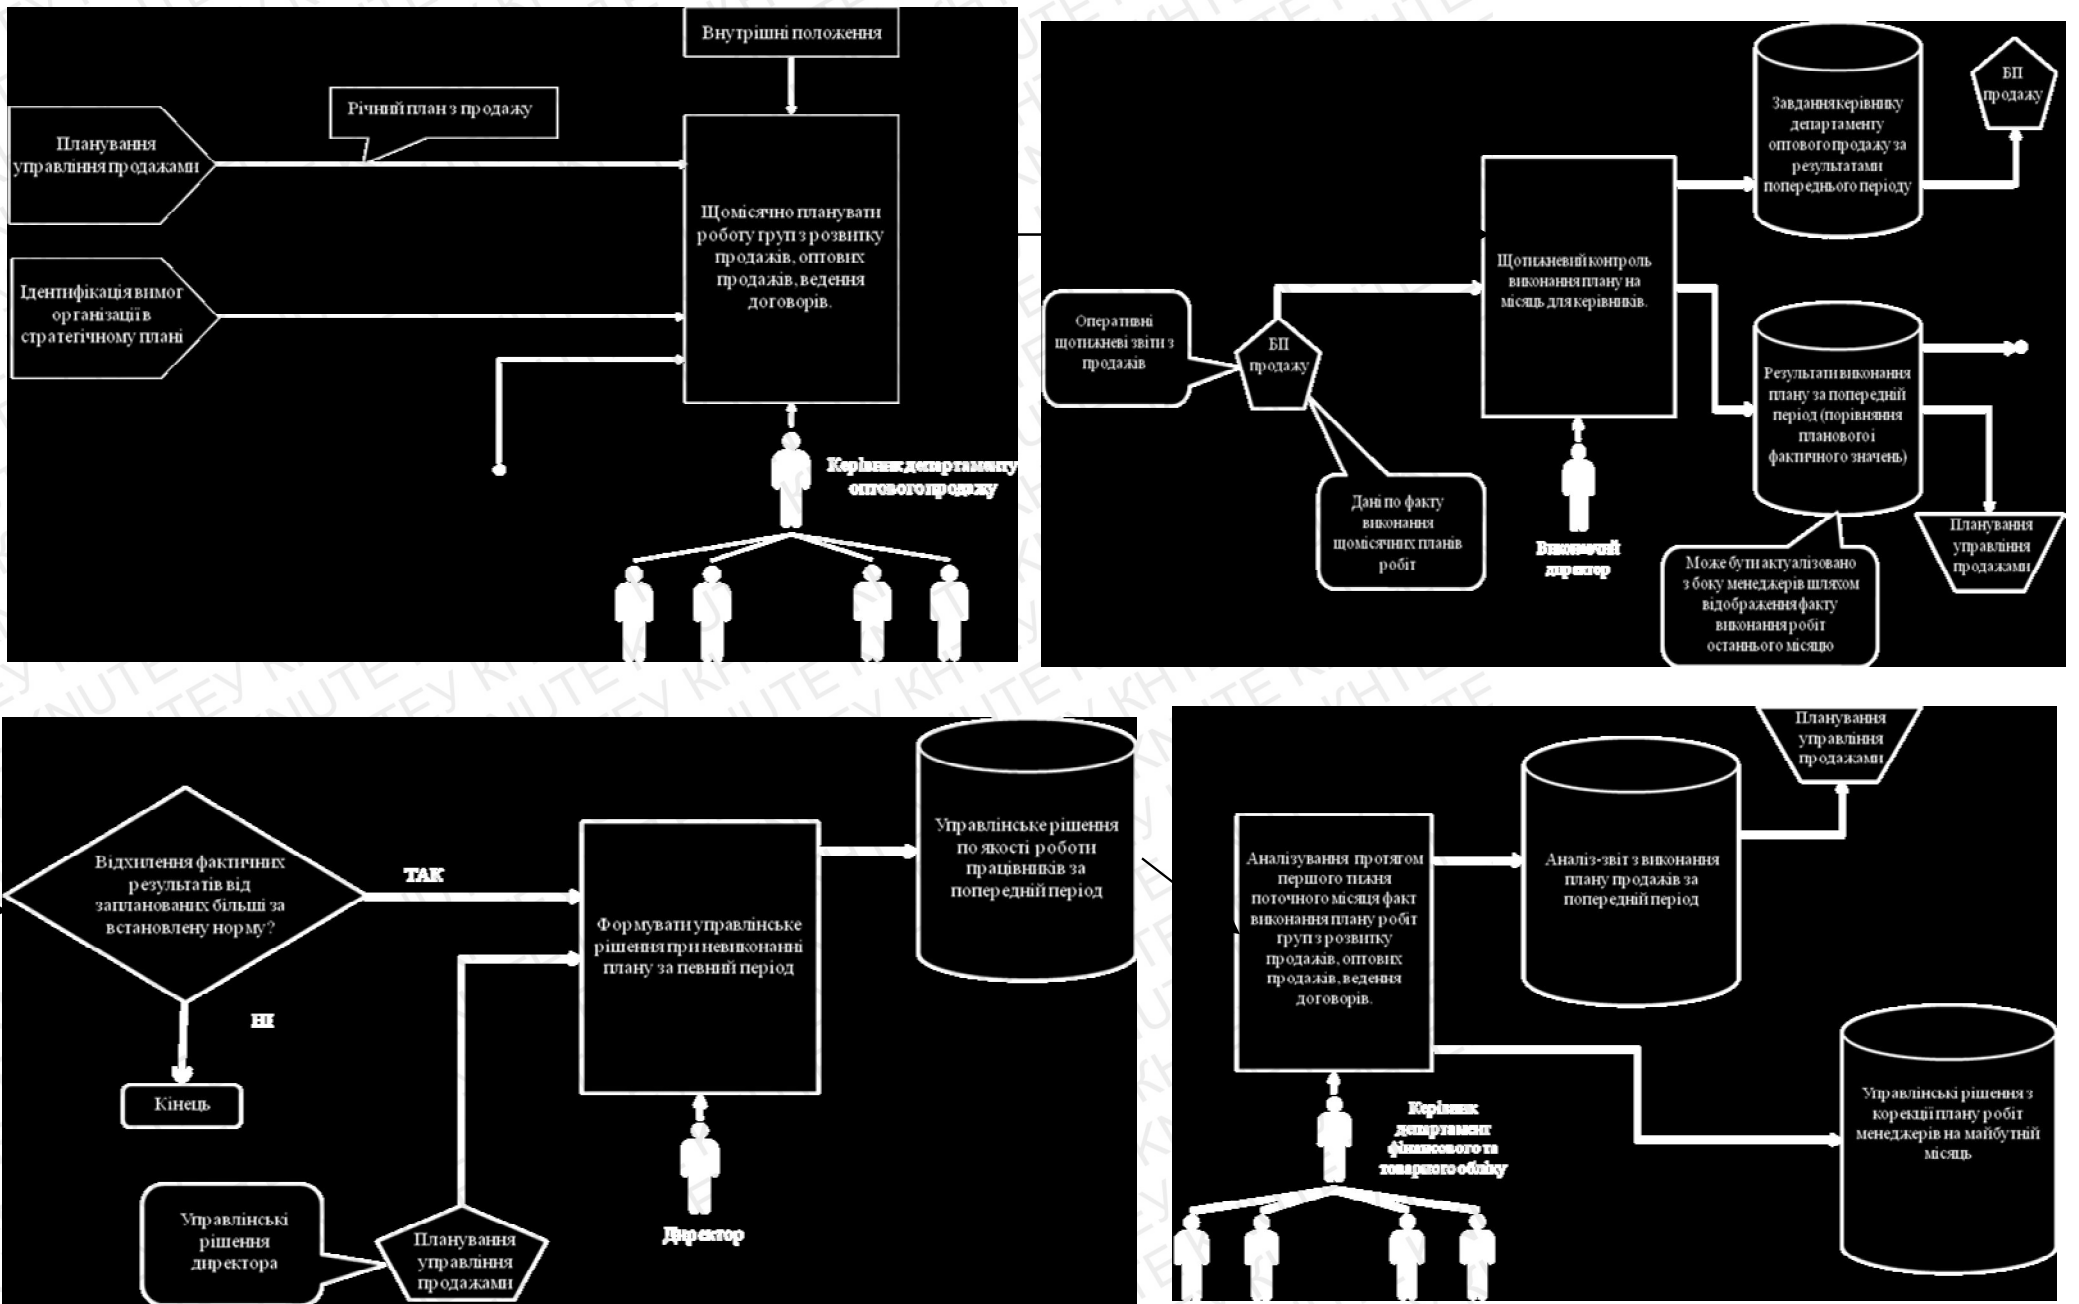 Внутрішні положення
Річний план з продажу
Планування
управління продажами
Щомісячно планувати
роботу груп з розвитку
продажів, оптових
продажів, ведення
договорів.
Ідентифікація вимог
організації в
стратегічному плані
Керівник департаменту
оптового продажу
БП
продажу
Завдання керівнику
департаменту
оптового продажу за
результатами
попереднього періоду
Щотижневий контроль
виконання плану на
місяць для керівників.
Оперативні
щотижневі звіти з
продажів
БП
продажу
Результати виконання
плану за попередній
період (порівняння
планового і
фактичного значень)
Дані по факту
виконання
щомісячних планів
робіт
Виконуючий
директор
Планування
управління
продажами
Може бути актуалізовано
з боку менеджерів шляхом
відображення факту
виконання робіт
останнього місяцю
Відхилення фактичних
результатів від
запланованих більші за
встановлену норму?
ТАК
НІ
Кінець
Формувати управлінське
рішення при невиконанні
плану за певний період
Управлінське рішення
по якості роботи
працівників за
попередній період
Директор
Управлінські
рішення
директора
Планування
управління
продажами
Планування
управління
продажами
Аналізування протягом
першого тижня
поточного місяця факт
виконання плану робіт
груп з розвитку
продажів, оптових
продажів, ведення
договорів.
Аналіз-звіт з виконання
плану продажів за
попередній період
Керівник
департамент
фінансового та
товарного обліку
Управлінські рішення з
корекції плану робіт
менеджерів на майбутній
місяць